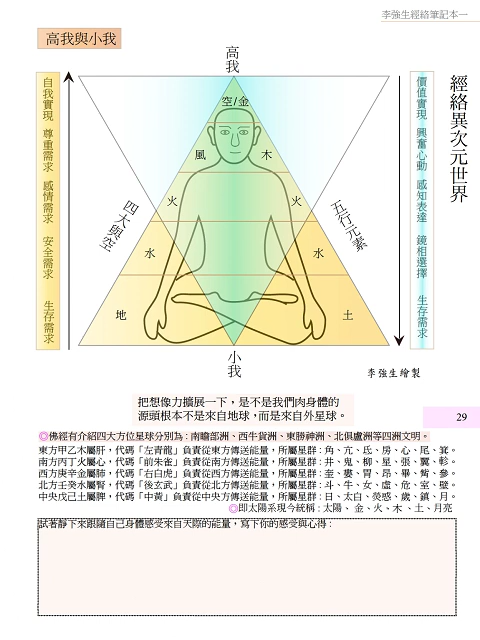 李強生經絡筆記本一
高我與小我
高我
經絡異次元世界
自我實現 尊重需求 感情需求 安全需求 生存需求
價值實現 興奮心動 感知表達 鏡相選擇 生存需求
空/金
風 木
火 火
四大與空
五行元素
水 水
地 土
小我
李強生繪製
把想像力擴展一下，是不是我們肉身體的
源頭根本不是來自地球，而是來自外星球。
29
◎佛經有介紹四大方位星球分別為：南瞻部洲、西牛貨洲、東勝神洲、北俱盧洲等四洲文明。
東方甲乙木屬肝，代碼「左青龍」負責從東方傳送能量，所屬星群：角、亢、氐、房、心、尾、箕。
南方丙丁火屬心，代碼「前朱雀」負責從南方傳送能量，所屬星群：井、鬼、柳、星、張、翼、軫。
西方庚辛金屬肺，代碼「右白虎」負責從西方傳送能量，所屬星群：奎、婁、胃、昴、畢、觜、參。
北方壬癸水屬腎，代碼「後玄武」負責從北方傳送能量，所屬星群：斗、牛、女、虛、危、室、壁。
中央戊己土屬脾，代碼「中黃」負責從中央方傳送能量，所屬星群：日、太白、熒惑、歲、鎮、月。
◎即太陽系現今統稱：太陽、金、火、木、土、月亮
試著靜下來跟隨自己身體感受來自天際的能量，寫下你的感受與心得：